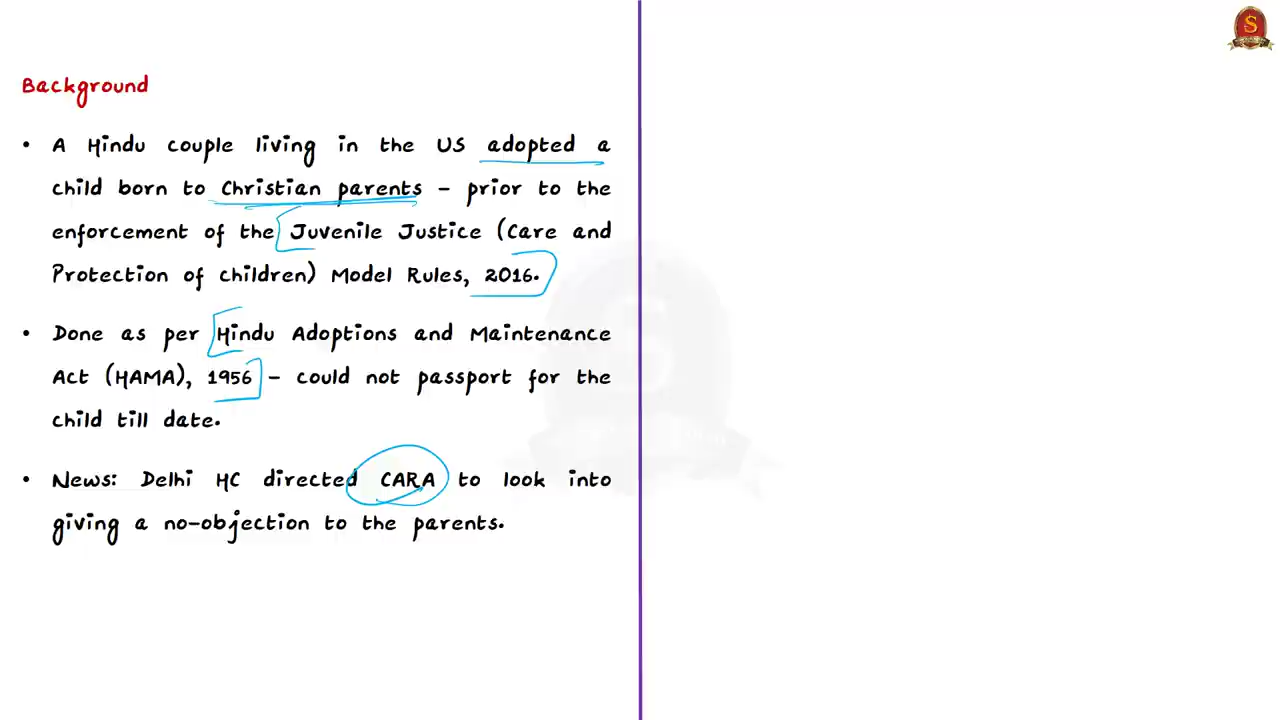 Background
• A Hindu couple living in the US adopted a
child born to Christian parents – prior to the
enforcement of the Juvenile Justice (Care and
Protection of children) Model Rules, 2016.
• Done as per Hindu Adoptions and Maintenance
Act (HAMA), 1956 – could not passport for the
child till date.
• News: Delhi HC directed CARA to look into
giving a no-objection to the parents.
S